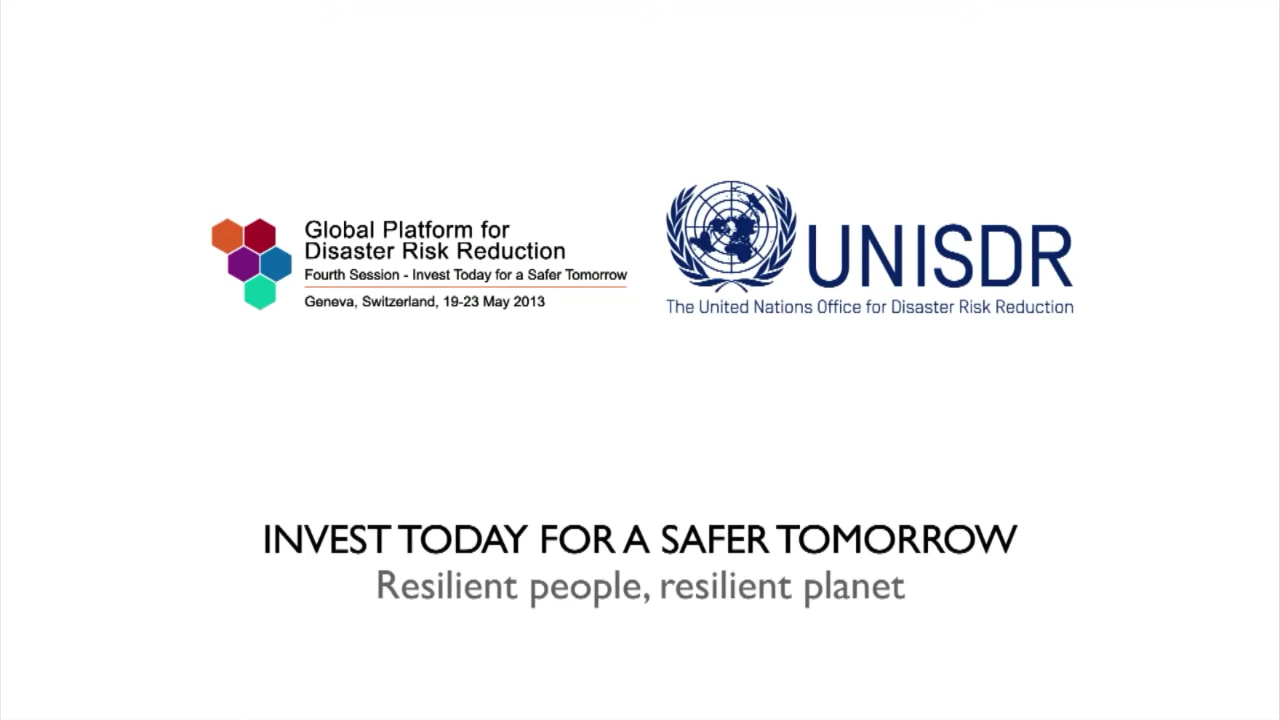 Global Platform for
Disaster Risk Reduction
Fourth Session - Invest Today for a Safer Tomorrow
Geneva, Switzerland, 19-23 May 2013
UNISDR
The United Nations Office for Disaster Risk Reduction
INVEST TODAY FOR A SAFER TOMORROW
Resilient people, resilient planet